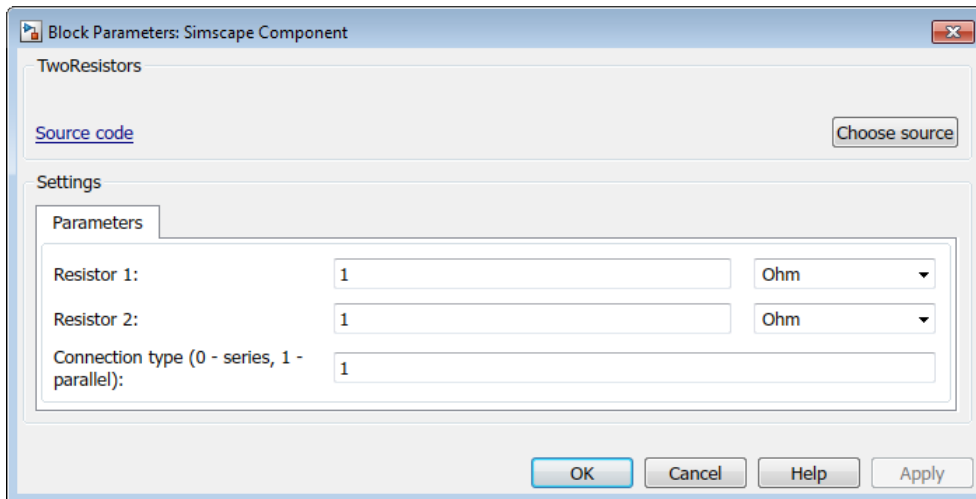 Block Parameters: Simscape Component
TwoResistors
Source code
Choose source
Settings
Parameters
Resistor 1:
1
Ohm
Resistor 2:
1
Ohm
Connection type (0 - series, 1 -
parallel):
1
OK
Cancel
Help
Apply